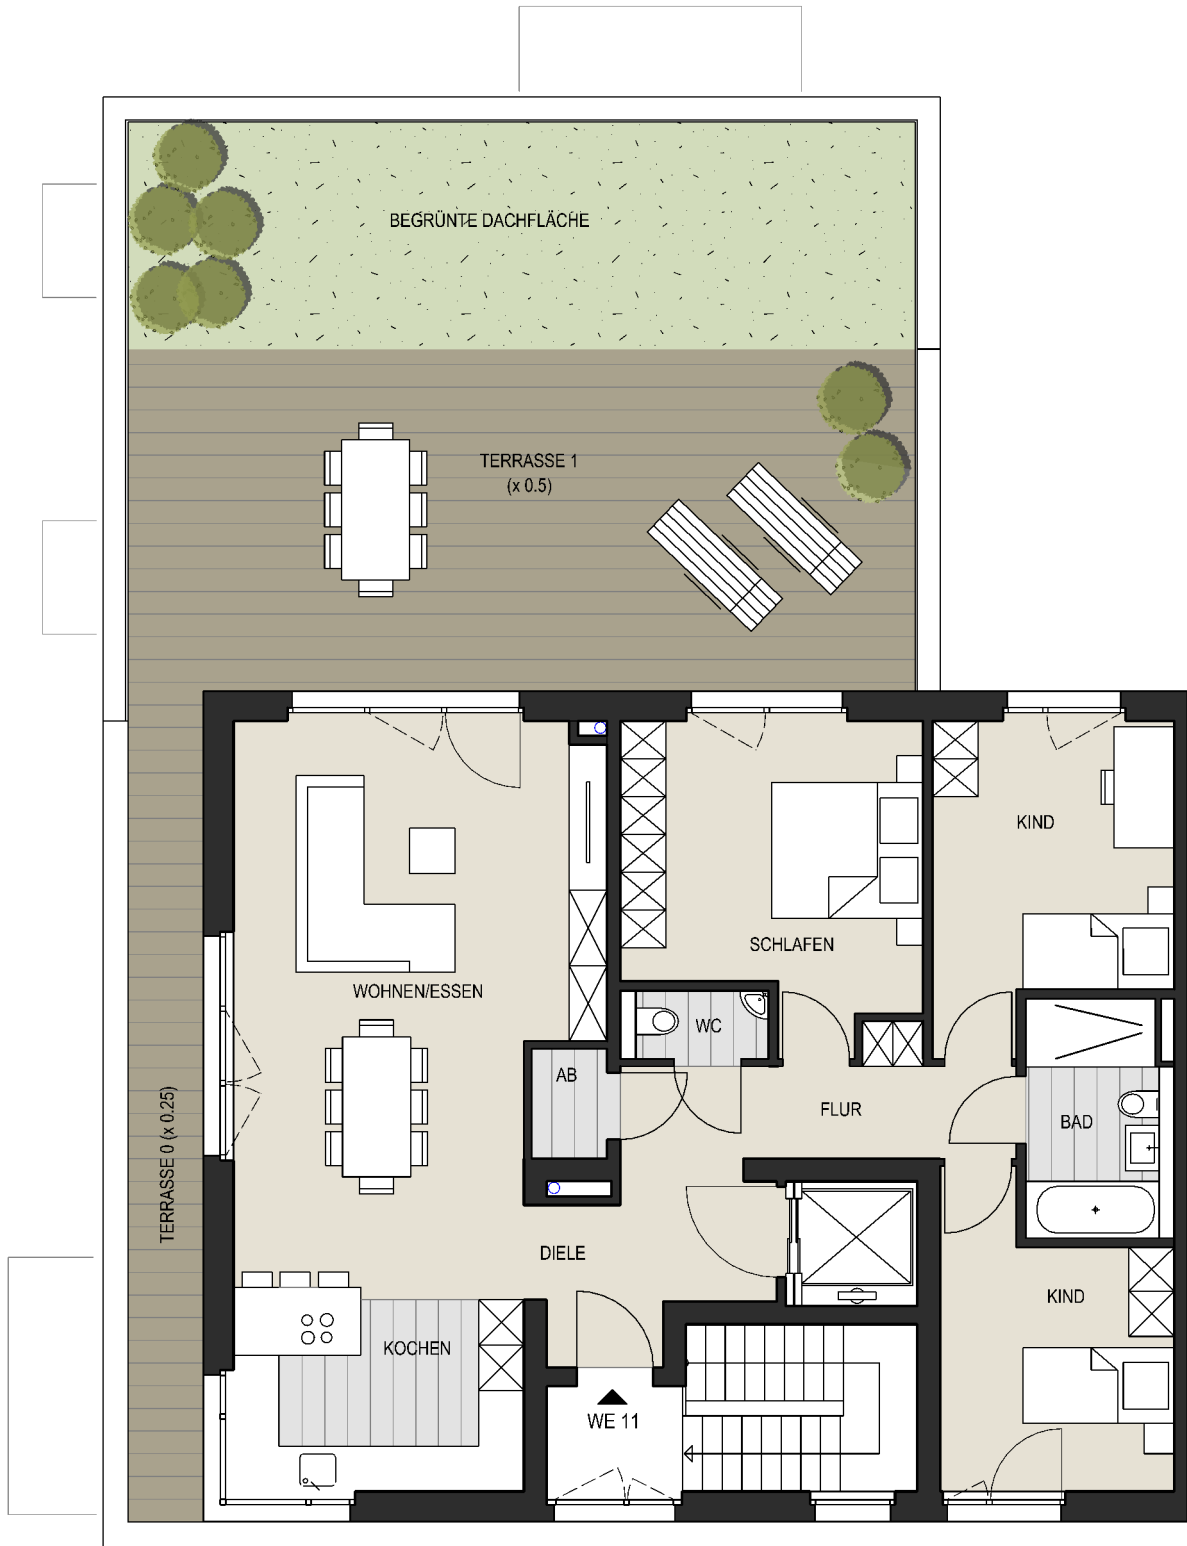 BEGRÜNTE DACHFLÄCHE
TERRASSE 1
(x 0.5)
KIND
SCHLAFEN
WOHNEN/ESSEN
WC
AB
FLUR
BAD
TERRASSE 0 (x 0.25)
DIELE
KIND
KOCHEN
WE 11